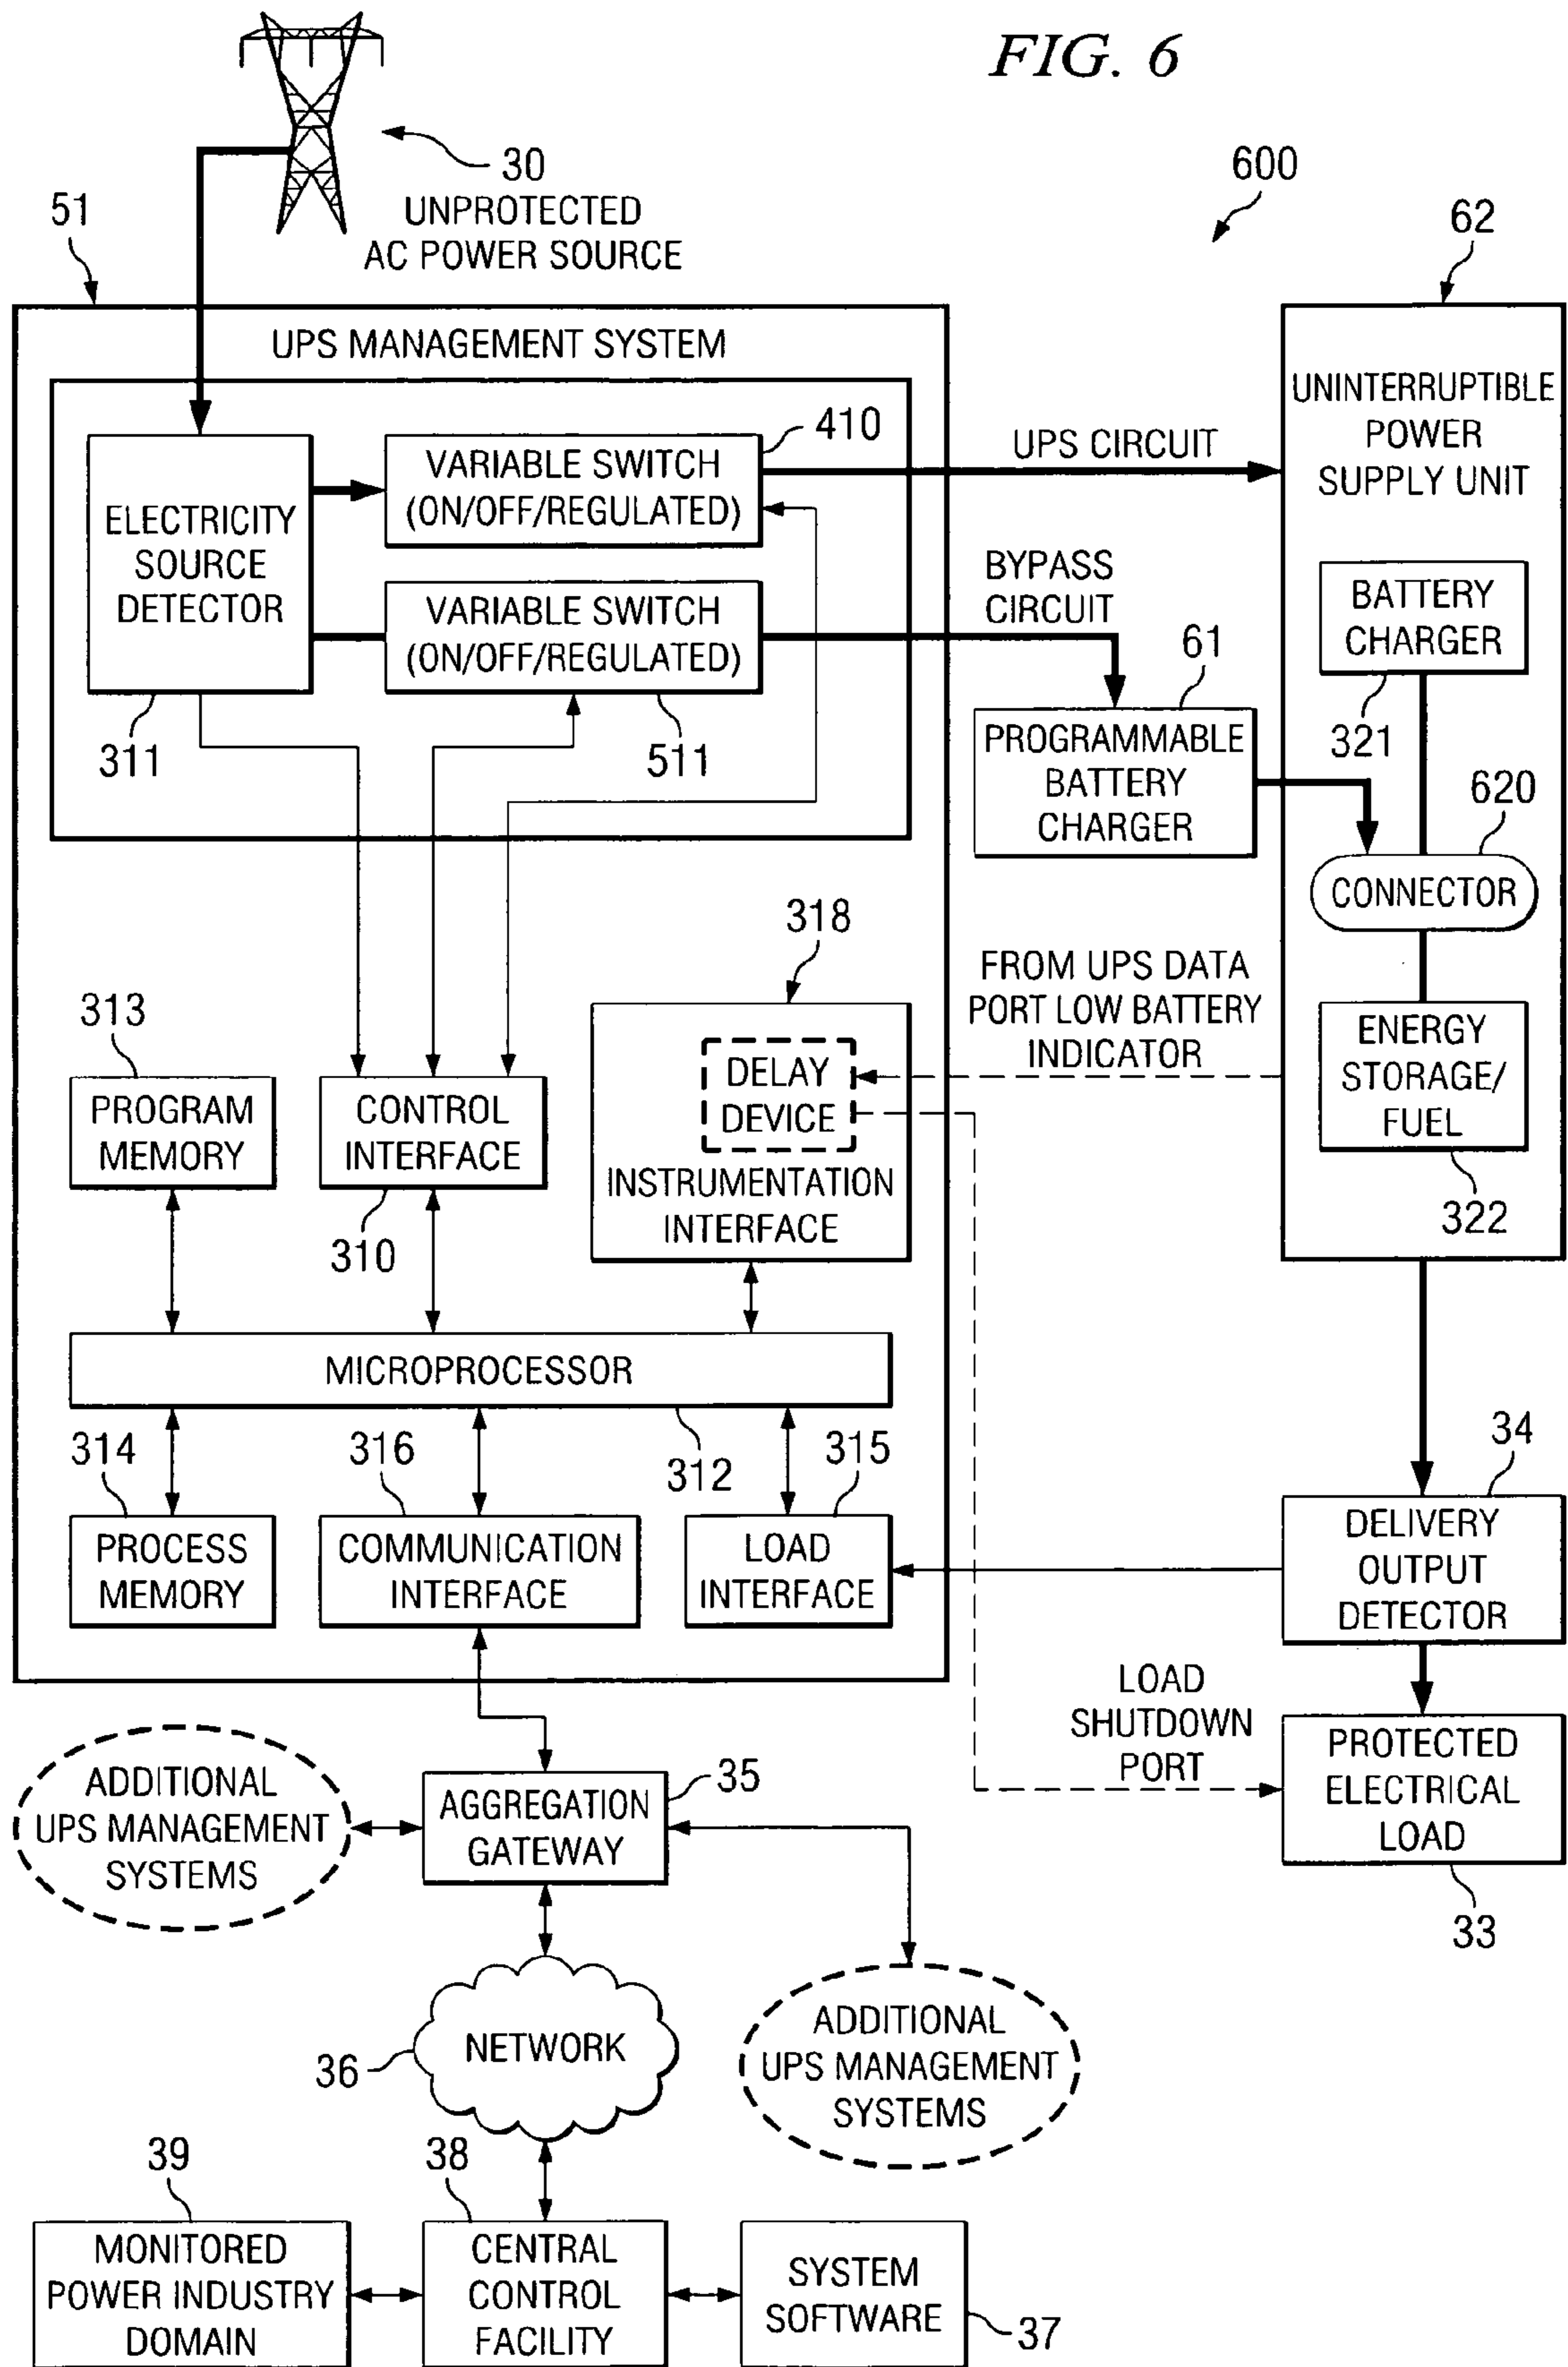 FIG. 6
30
UNPROTECTED
AC POWER SOURCE
600
51
62
UPS MANAGEMENT SYSTEM
UNINTERRUPTIBLE
POWER
SUPPLY UNIT
ELECTRICITY
SOURCE
DETECTOR
311
VARIABLE SWITCH
(ON/OFF/REGULATED)
410
VARIABLE SWITCH
(ON/OFF/REGULATED)
511
UPS CIRCUIT
BYPASS
CIRCUIT
61
PROGRAMMABLE
BATTERY
CHARGER
BATTERY
CHARGER
321
620
CONNECTOR
ENERGY
STORAGE/
FUEL
322
FROM UPS DATA
PORT LOW BATTERY
INDICATOR
318
DELAY
DEVICE
INSTRUMENTATION
INTERFACE
313
PROGRAM
MEMORY
CONTROL
INTERFACE
310
MICROPROCESSOR
312
314
PROCESS
MEMORY
316
COMMUNICATION
INTERFACE
315
LOAD
INTERFACE
34
DELIVERY
OUTPUT
DETECTOR
LOAD
SHUTDOWN
PORT
PROTECTED
ELECTRICAL
LOAD
33
ADDITIONAL
UPS MANAGEMENT
SYSTEMS
35
AGGREGATION
GATEWAY
NETWORK
36
ADDITIONAL
UPS MANAGEMENT
SYSTEMS
39
MONITORED
POWER INDUSTRY
DOMAIN
38
CENTRAL
CONTROL
FACILITY
SYSTEM
SOFTWARE
37